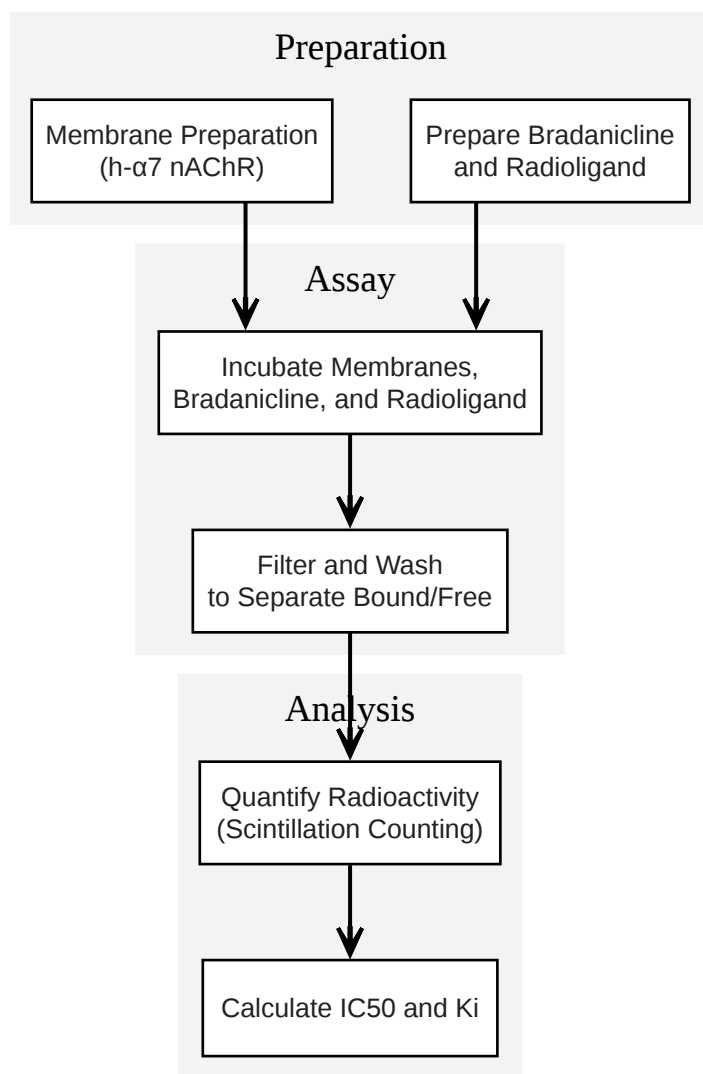 Preparation
Membrane Preparation
(h-α7 nAChR)
Prepare Bradanicline
and Radioligand
Assay
Incubate Membranes,
Bradanicline, and Radioligand
Filter and Wash
to Separate Bound/Free
Analysis
Quantify Radioactivity
(Scintillation Counting)
Calculate IC50 and Ki